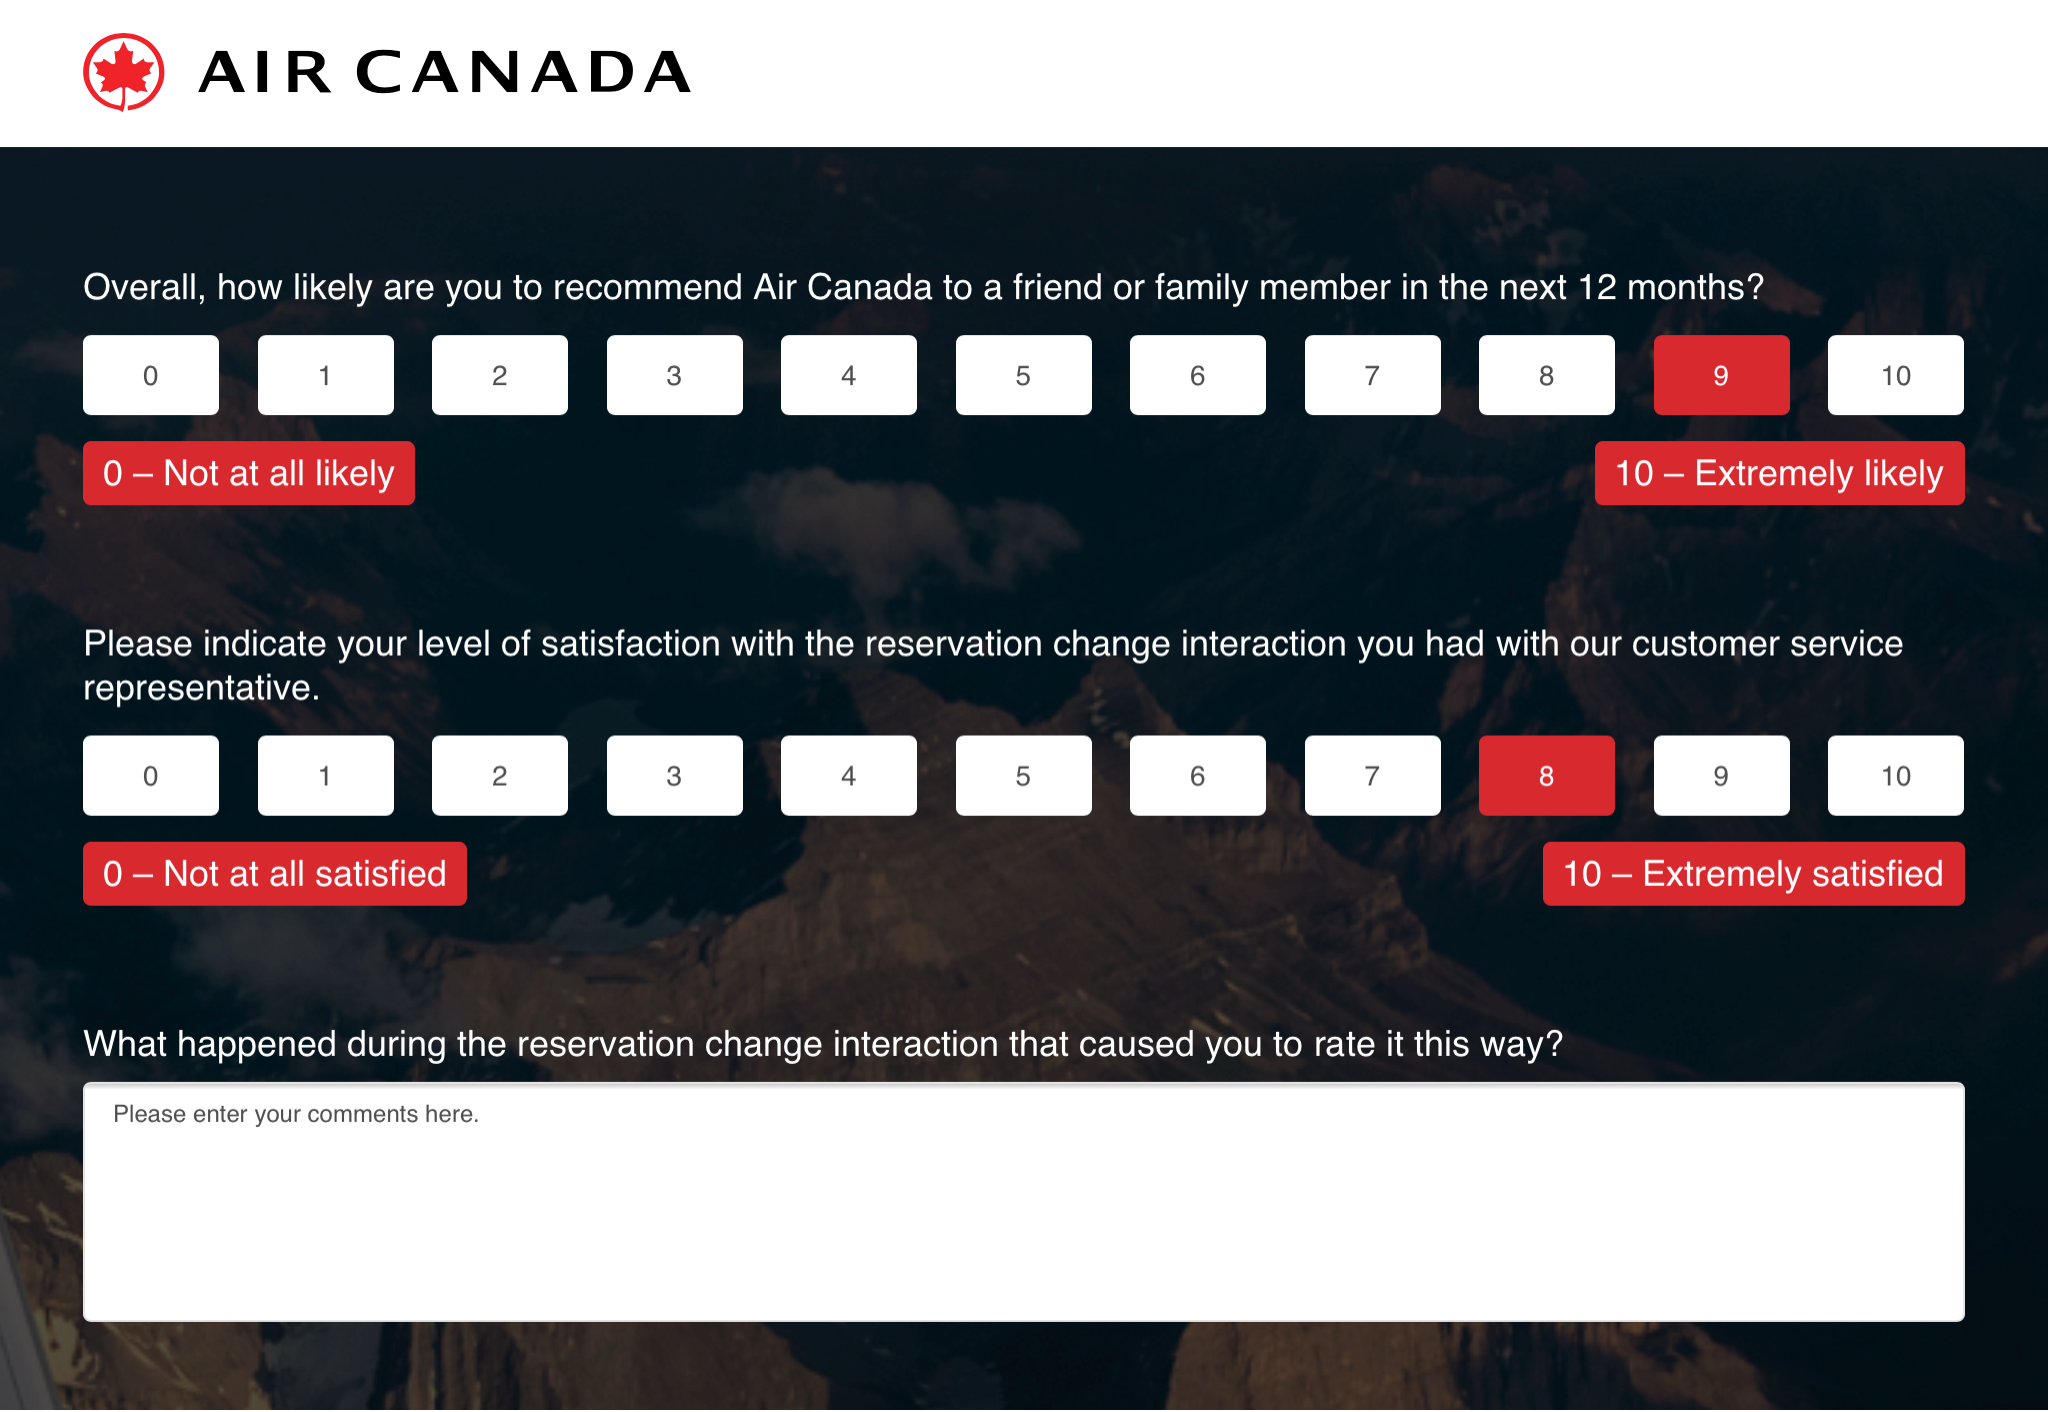 AIR CANADA
Overall, how likely are you to recommend Air Canada to a friend or family member in the next 12 months?
0 1 2 3 4 5 6 7 8 9 10
0 – Not at all likely 10 – Extremely likely
Please indicate your level of satisfaction with the reservation change interaction you had with our customer service
representative.
0 1 2 3 4 5 6 7 8 9 10
0 – Not at all satisfied 10 – Extremely satisfied
What happened during the reservation change interaction that caused you to rate it this way?
Please enter your comments here.